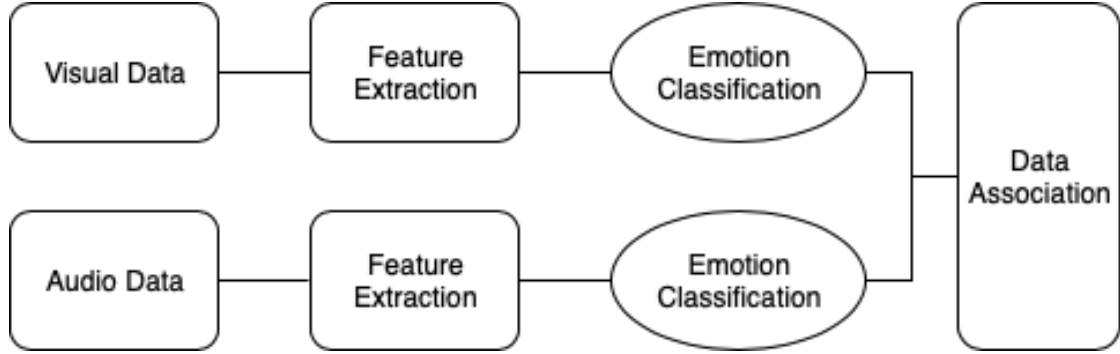 Visual Data
Feature
Extraction
Emotion
Classification
Data
Association
Audio Data
Feature
Extraction
Emotion
Classification